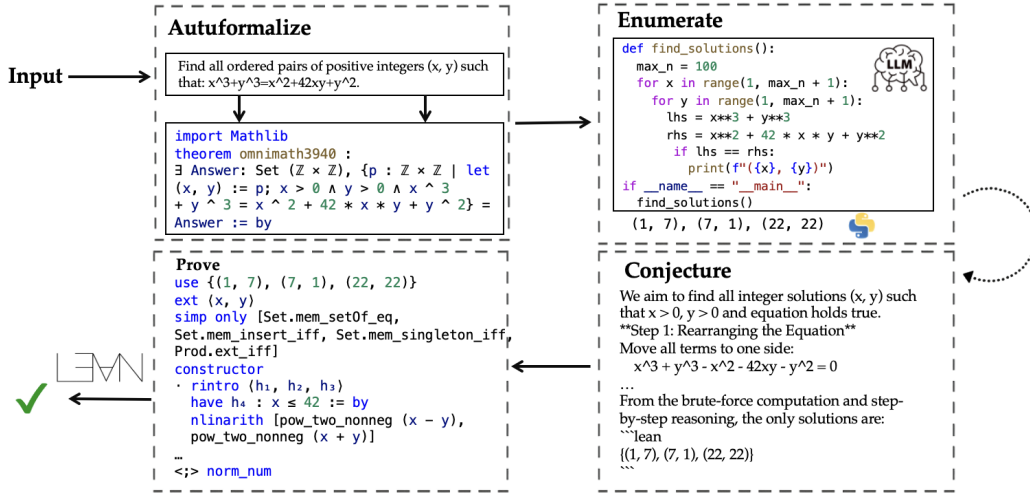 Input
Autuformalize
Find all ordered pairs of positive integers (x, y) such
that: x^3+y^3=x^2+42xy+y^2.
import Mathlib
theorem omnimath3940 :
∃ Answer: Set (ℤ × ℤ), {p : ℤ × ℤ | let
(x, y) := p; x > 0 ∧ y > 0 ∧ x ^ 3
+ y ^ 3 = x ^ 2 + 42 * x * y + y ^ 2} =
Answer := by
Enumerate
def find_solutions():
max_n = 100
for x in range(1, max_n + 1):
for y in range(1, max_n + 1):
lhs = x**3 + y**3
rhs = x**2 + 42 * x * y + y**2
if lhs == rhs:
print(f"({x}, {y})")
if __name__ == "__main__":
find_solutions()
LLM
(1, 7), (7, 1), (22, 22)
Conjecture
We aim to find all integer solutions (x, y) such
that x > 0, y > 0 and equation holds true.
**Step 1: Rearranging the Equation**
Move all terms to one side:
x^3 + y^3 - x^2 - 42xy - y^2 = 0
…
From the brute-force computation and step-
by-step reasoning, the only solutions are:
```lean
{(1, 7), (7, 1), (22, 22)}
```
Prove
use {(1, 7), (7, 1), (22, 22)}
ext ⟨x, y⟩
simp only [Set.mem_setOf_eq,
Set.mem_insert_iff, Set.mem_singleton_iff,
Prod.ext_iff]
constructor
· rintro ⟨h₁, h₂, h₃⟩
have h₄ : x ≤ 42 := by
nlinarith [pow_two_nonneg (x - y),
pow_two_nonneg (x + y)]
…
<;> norm_num
L∃∀N